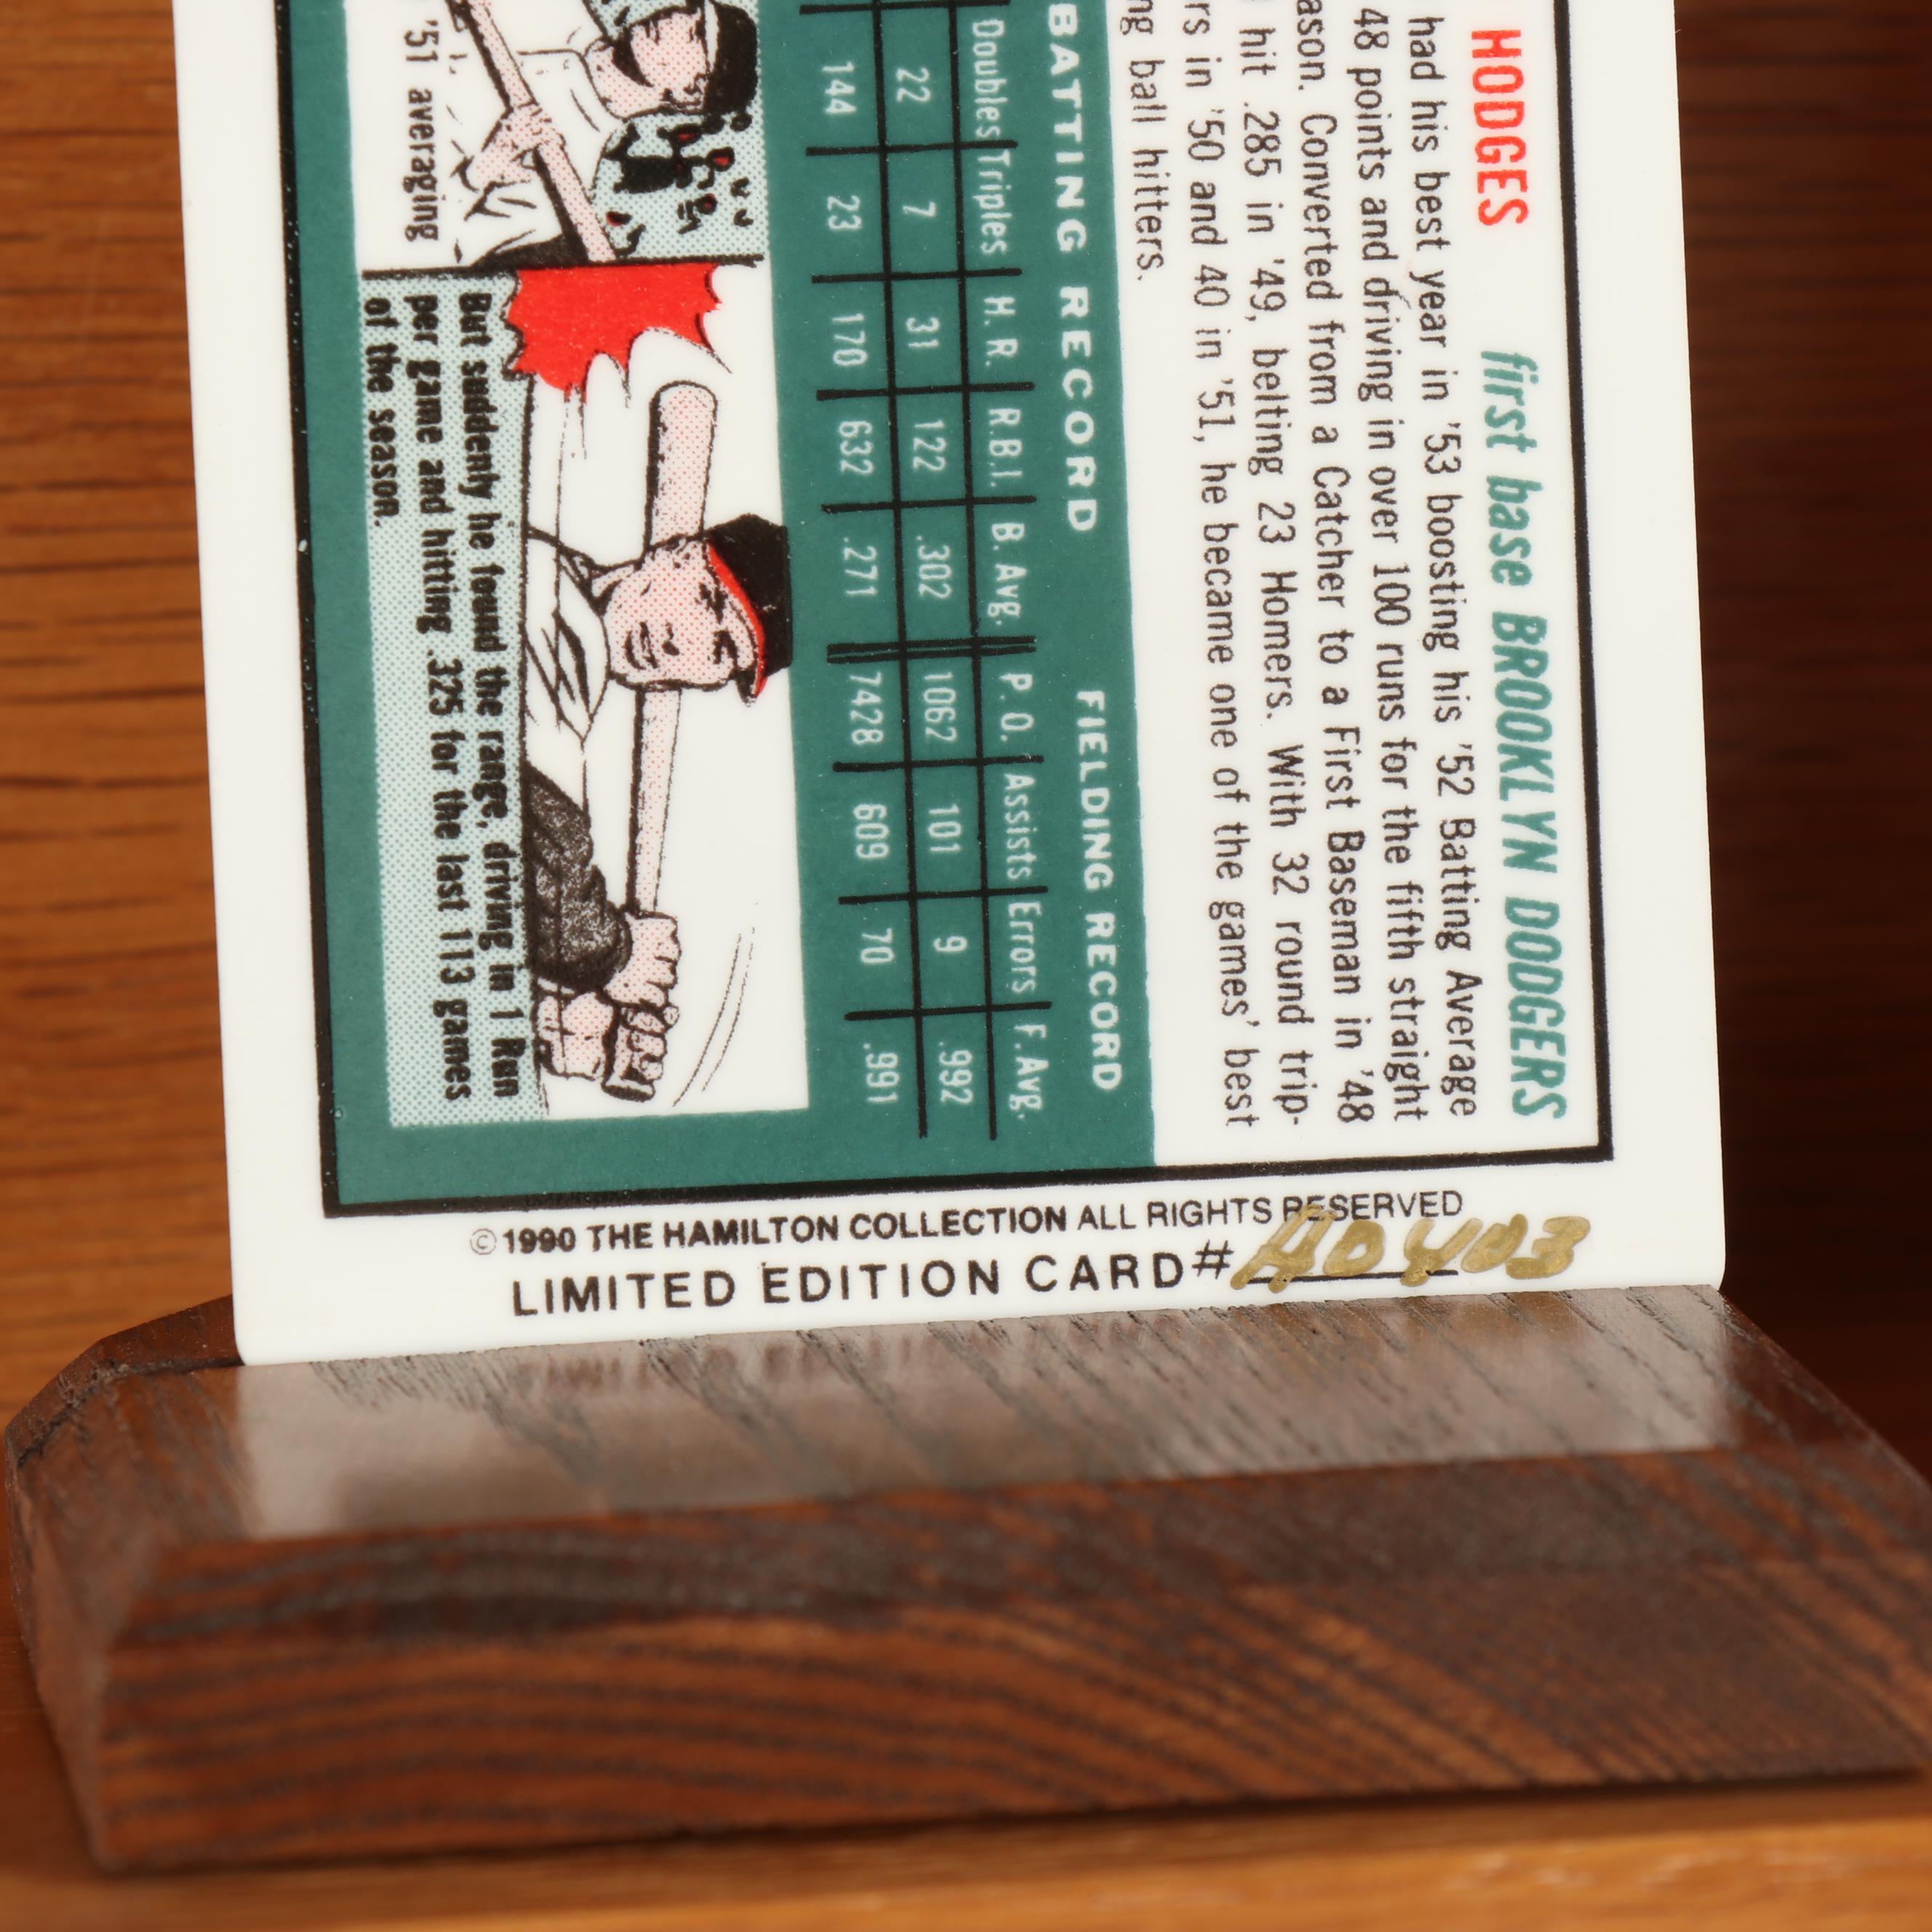 HODGES first base BROOKLYN DODGERS
had his best year in '53 boosting his '52 Batting Average
48 points and driving in over 100 runs for the fifth straight
ason. Converted from a Catcher to a First Baseman in '48
hit .285 in '49, belting 23 Homers. With 32 round trip-
rs in '50 and 40 in '51, he became one of the games' best
ng ball hitters.
BATTING RECORD FIELDING RECORD
Doubles Triples H. R. R.B.I. B. Avg. P. O. Assists Errors F. Avg.
22 7 31 122 .302 1062 101 9 .992
144 23 170 632 .271 7428 609 70 .991
'51 averaging
But suddenly he found the range, driving in 1 Run
per game and hitting .325 for the last 113 games
of the season.
©1990 THE HAMILTON COLLECTION ALL RIGHTS RESERVED
LIMITED EDITION CARD#